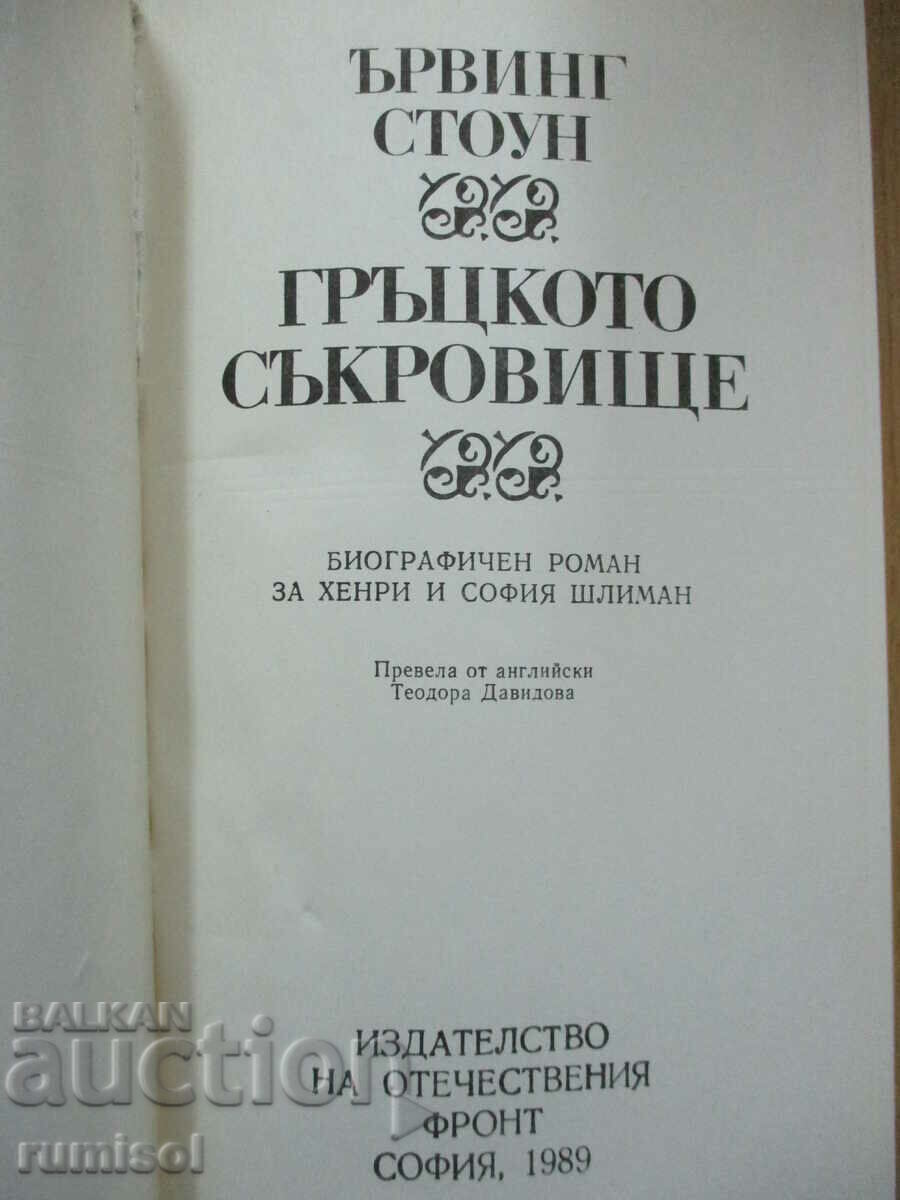 ЪРВИНГ
СТОУН
ГРЪЦКОТО
СЪКРОВИЩЕ
БИОГРАФИЧЕН РОМАН
ЗА ХЕНРИ И СОФИЯ ШЛИМАН
Превела от английски
Теодора Давидова
ИЗДАТЕЛСТВО
НА ОТЕЧЕСТВЕНИЯ
ФРОНТ
СОФИЯ, 1989
BALKAN
auction
rumisol